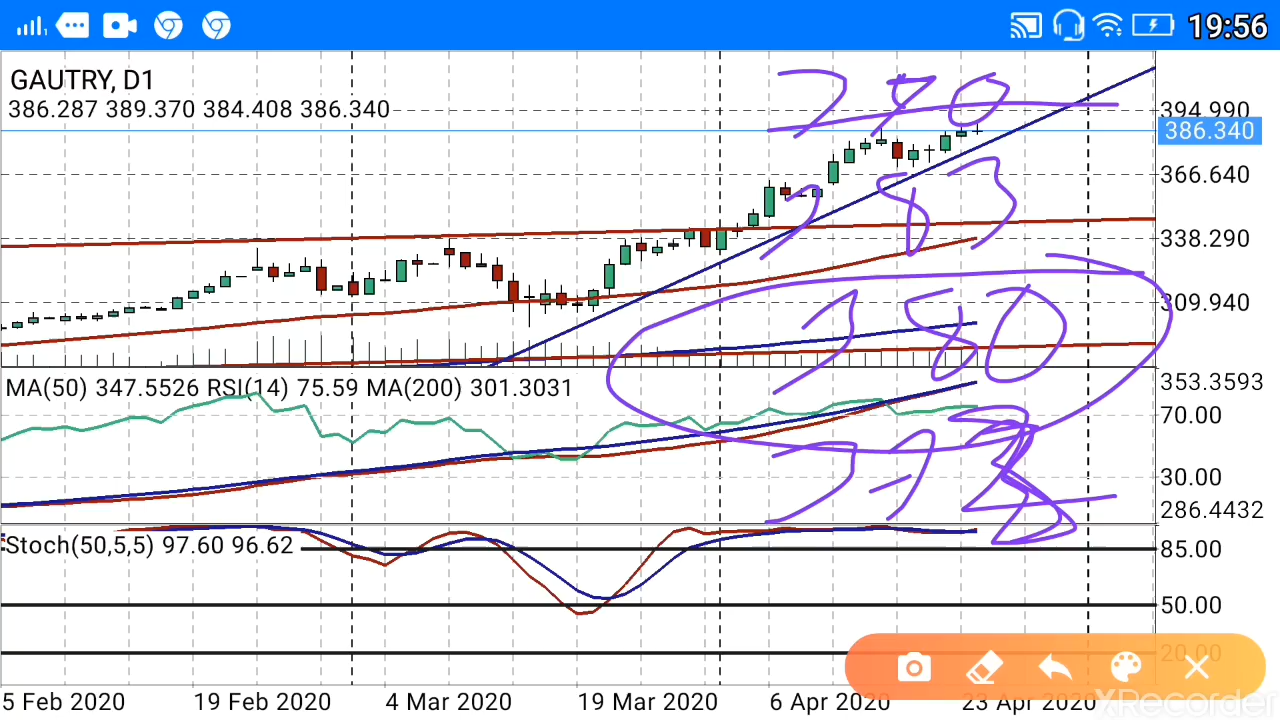 19:56
GAUTRY, D1
386.287 389.370 384.408 386.340
394.990
386.340
366.640
338.290
309.940
383
380
MA(50) 347.5526 RSI(14) 75.59 MA(200) 301.3031
353.3593
70.00
30.00
286.4432
Stoch(50,5,5) 97.60 96.62
85.00
50.00
20.00
5 Feb 2020 19 Feb 2020 4 Mar 2020 19 Mar 2020 6 Apr 2020 23 Apr 2020
XRecorder